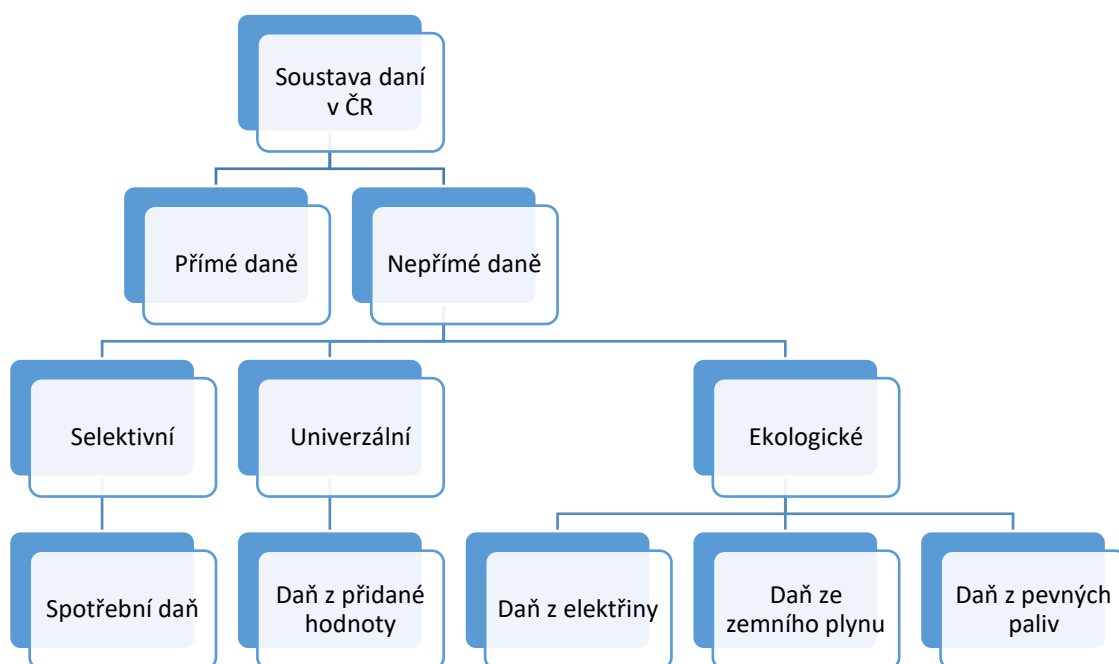 Soustava daní
v ČR
Přímé daně
Nepřímé daně
Selektivní
Univerzální
Ekologické
Spotřební daň
Daň z přidané
hodnoty
Daň z elektřiny
Daň ze
zemního plynu
Daň z pevných
paliv